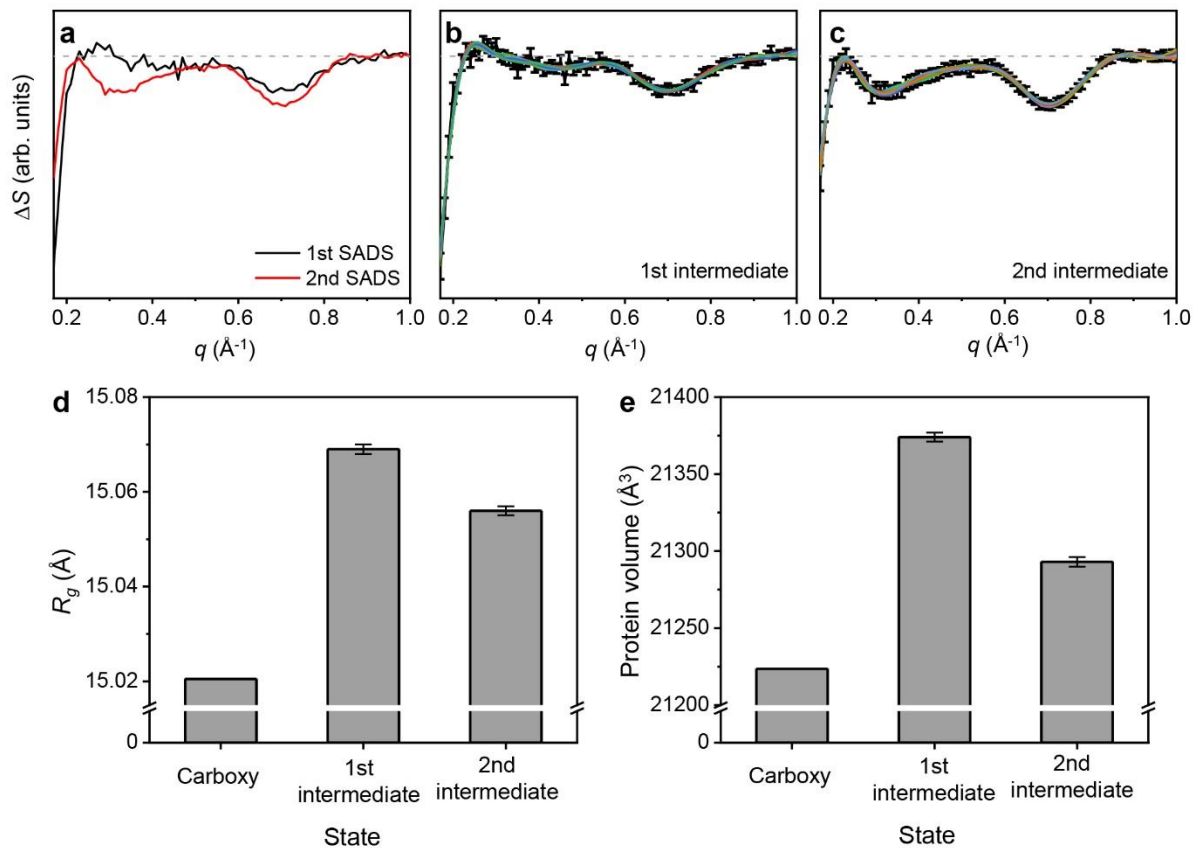 a
b
c
ΔS (arb. units)
1st SADS
2nd SADS
1st intermediate
2nd intermediate
0.2 0.4 0.6 0.8 1.0
0.2 0.4 0.6 0.8 1.0
0.2 0.4 0.6 0.8 1.0
q (Å-1)
q (Å-1)
q (Å-1)
d
15.08
15.06
15.04
15.02
0
Rg (Å)
Carboxy
1st
intermediate
2nd
intermediate
State
e
21400
21350
21300
21250
21200
0
Protein volume (Å3)
Carboxy
1st
intermediate
2nd
intermediate
State